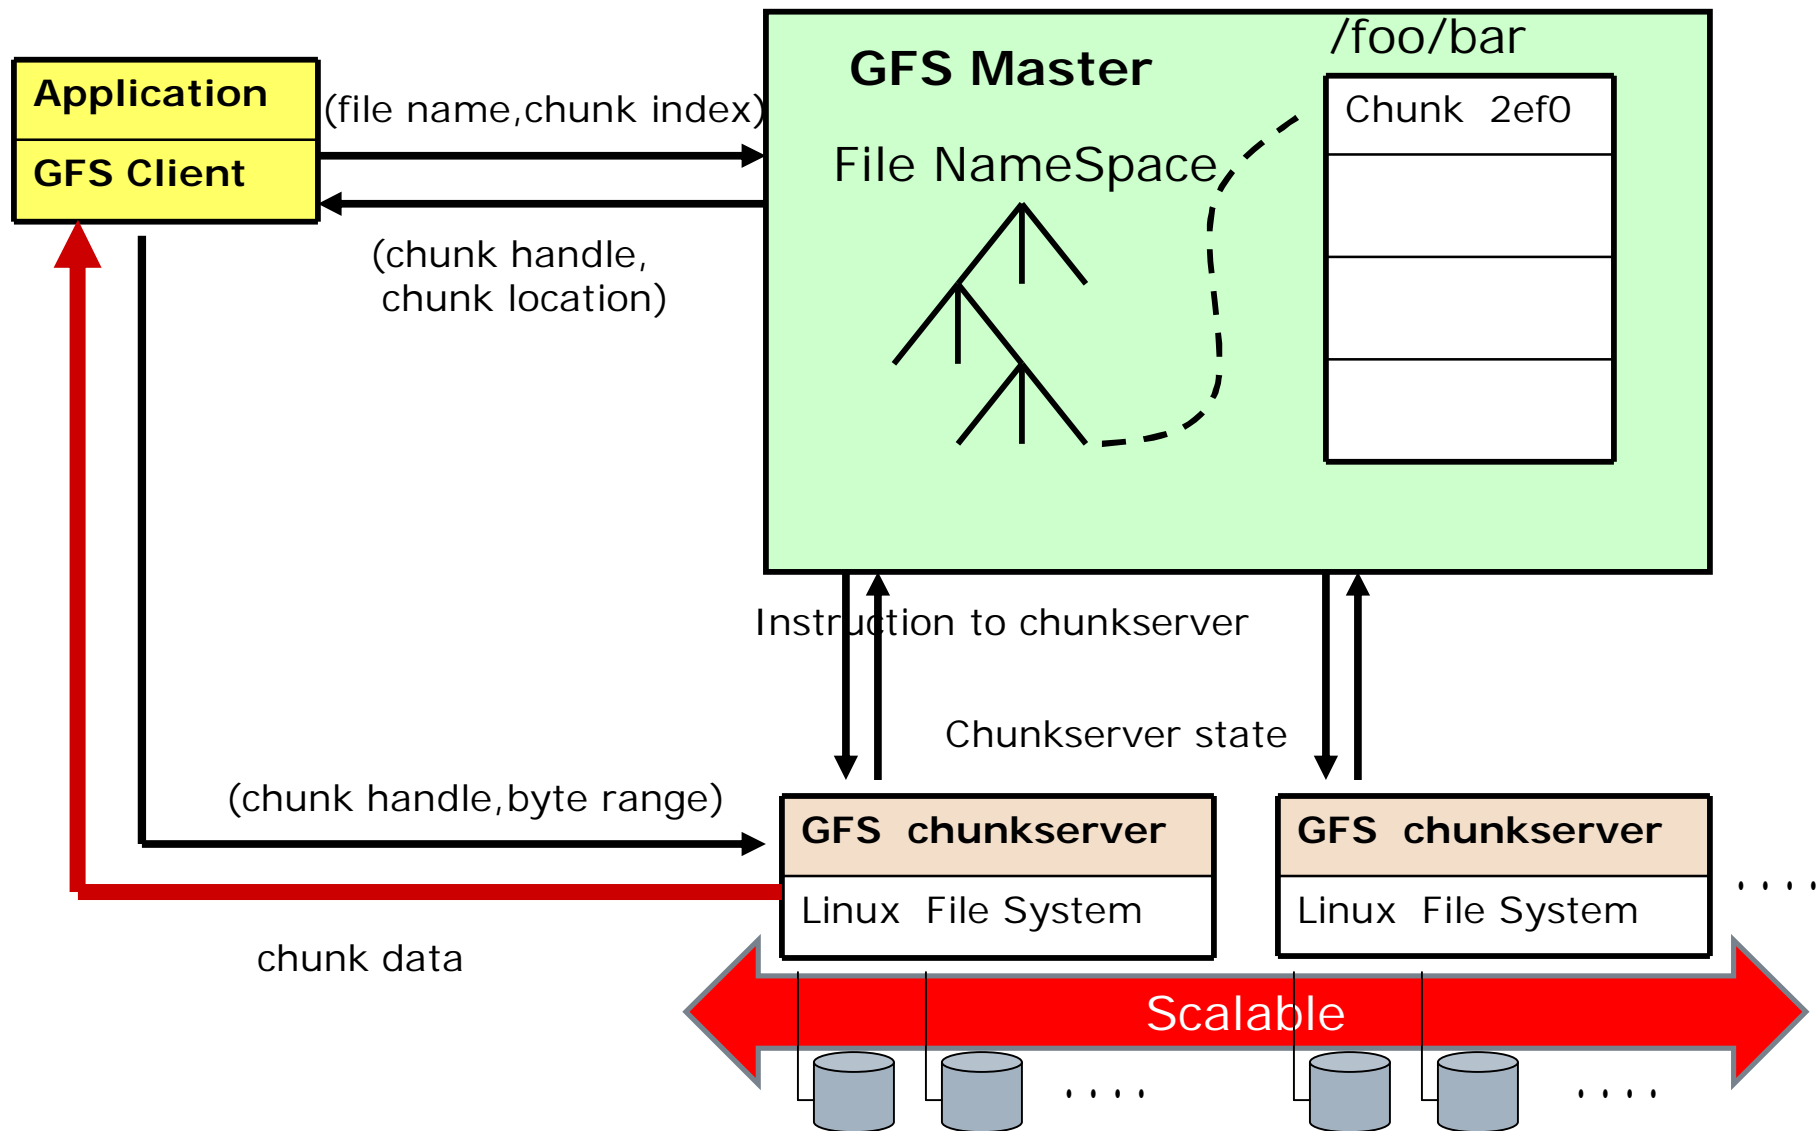 /foo/bar
GFS Master
Application
(file name,chunk index)
Chunk 2ef0
GFS Client
File NameSpace
(chunk handle,
chunk location)
Instruction to chunkserver
Chunkserver state
(chunk handle,byte range)
GFS chunkserver
GFS chunkserver
Linux File System
Linux File System
. . . .
chunk data
Scalable
. . . .
. . . .